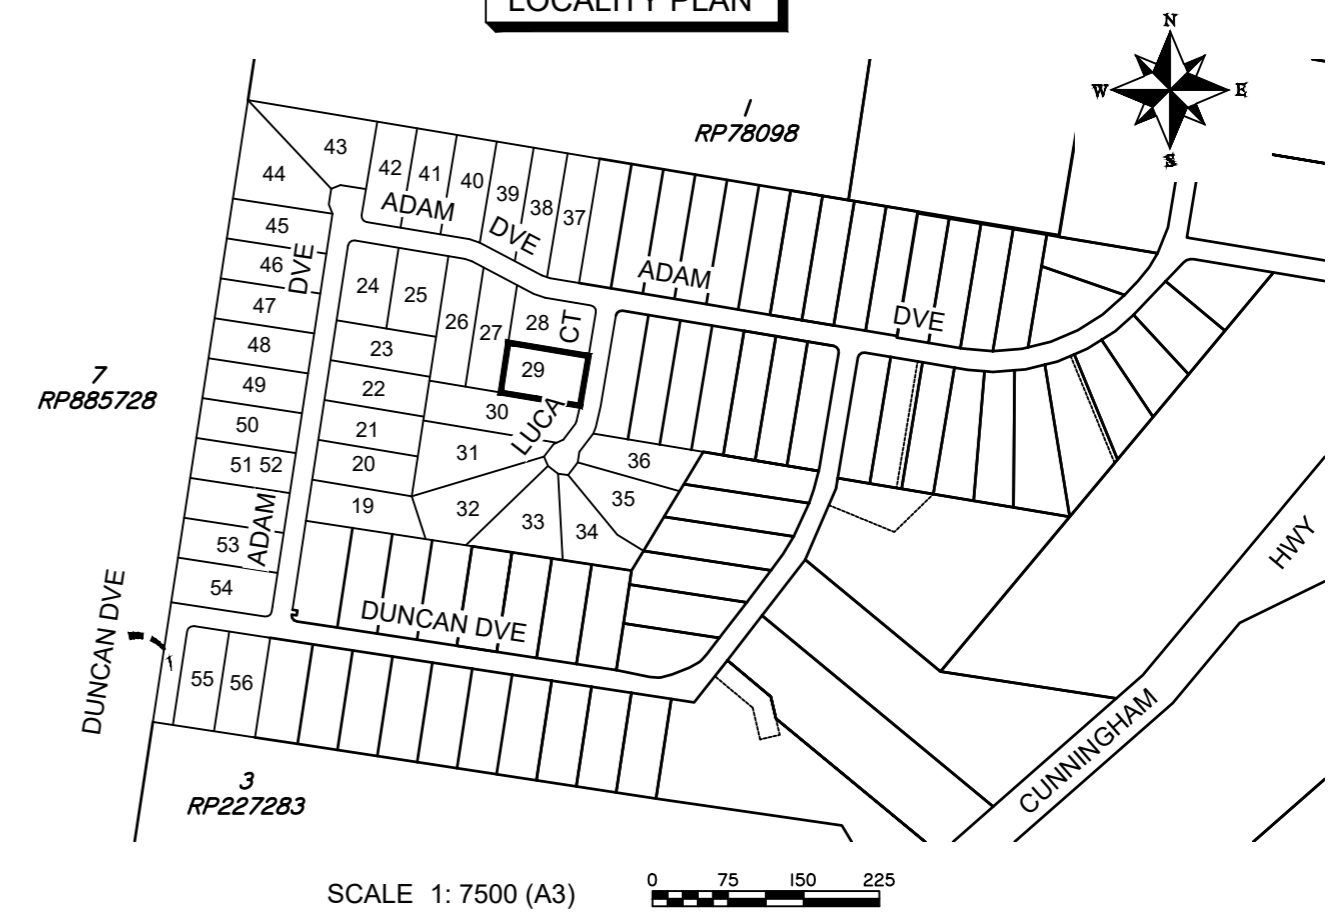 LOCALITY PLAN
N
W
E
S
1
RP78098
43
42
41
40
39
38
37
44
ADAM
DVE
ADAM
DVE
45
46
DVE
47
48
49
50
51 52
ADAM
53
54
24
25
26
27
28
CT
23
29
22
30
LUCA
21
31
20
36
19
32
35
33
34
7
RP885728
HWY
CUNNINGHAM
DUNCAN DVE
DUNCAN DVE
55
56
3
RP227283
SCALE 1: 7500 (A3)
0 75 150 225